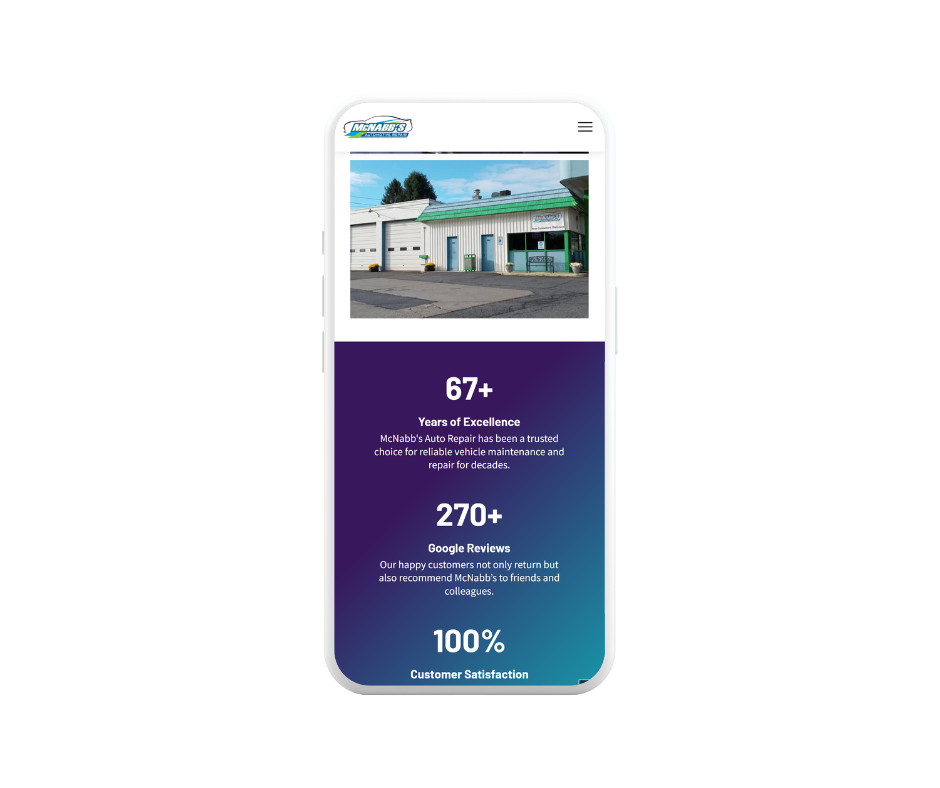 McNABB'S
AUTOMOTIVE REPAIR
67+
Years of Excellence
McNabb's Auto Repair has been a trusted
choice for reliable vehicle maintenance and
repair for decades.
270+
Google Reviews
Our happy customers not only return but
also recommend McNabb's to friends and
colleagues.
100%
Customer Satisfaction